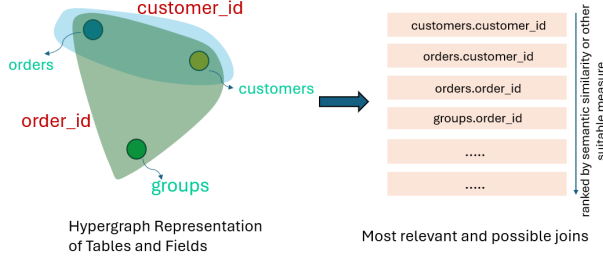 customer_id
orders
customers
order_id
groups
Hypergraph Representation
of Tables and Fields
customers.customer_id
orders.customer_id
orders.order_id
groups.order_id
.....
.....
ranked by semantic similarity or other
suitable measure
Most relevant and possible joins